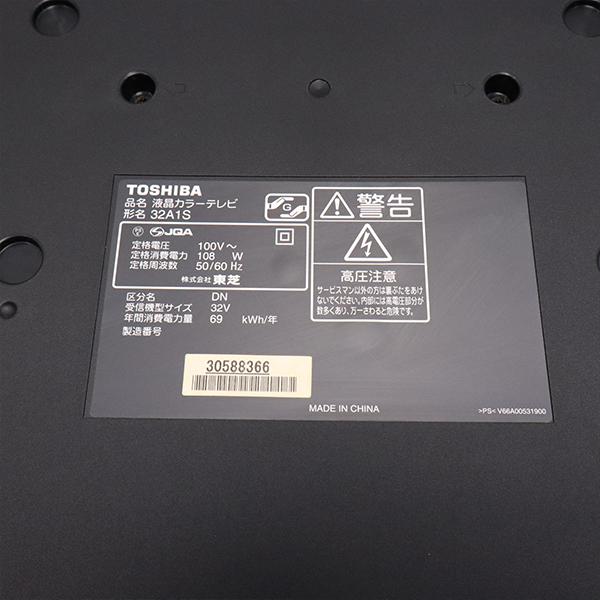 TOSHIBA
品名 液晶カラーテレビ
形名 32A1S
G
JQA
定格電圧 100V～
定格消費電力 108 W
定格周波数 50/60 Hz
株式会社 東芝
区分名 DN
受信機型サイズ 32V
年間消費電力量 69 kWh/年
製造番号
30588366
警告
高圧注意
サービスマン以外の方は裏ぶたをあけ
ないでください。内部には高電圧部分が
数多くあり、万一さわると危険です。
MADE IN CHINA
>PS< V66A00531900